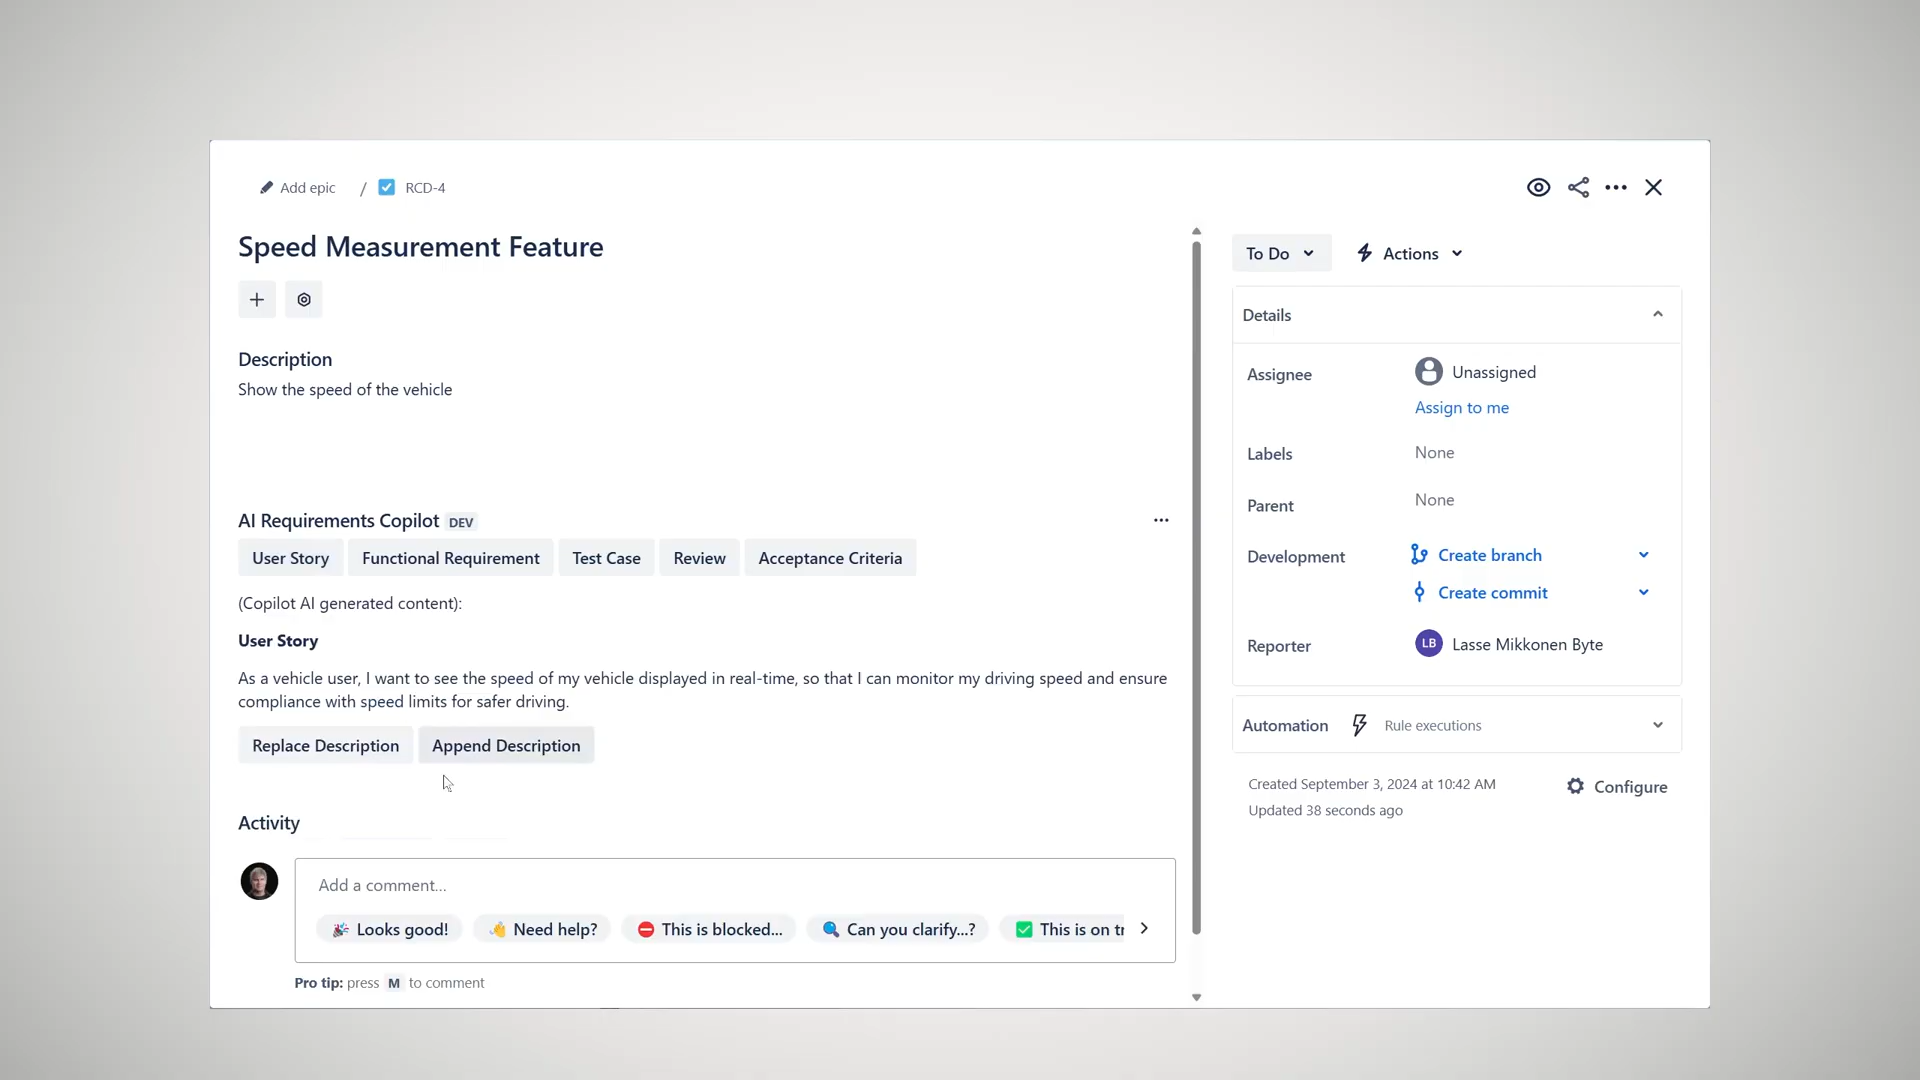 Add epic / RCD-4
Speed Measurement Feature
Description
Show the speed of the vehicle
AI Requirements Copilot DEV
User Story Functional Requirement Test Case Review Acceptance Criteria
(Copilot AI generated content):
User Story
As a vehicle user, I want to see the speed of my vehicle displayed in real-time, so that I can monitor my driving speed and ensure
compliance with speed limits for safer driving.
Replace Description Append Description
Activity
Add a comment...
Looks good! Need help? This is blocked... Can you clarify...? This is on tr
Pro tip: press M to comment
To Do Actions
Details
Assignee Unassigned
Assign to me
Labels None
Parent None
Development Create branch
Create commit
Reporter LB Lasse Mikkonen Byte
Automation Rule executions
Created September 3, 2024 at 10:42 AM Configure
Updated 38 seconds ago